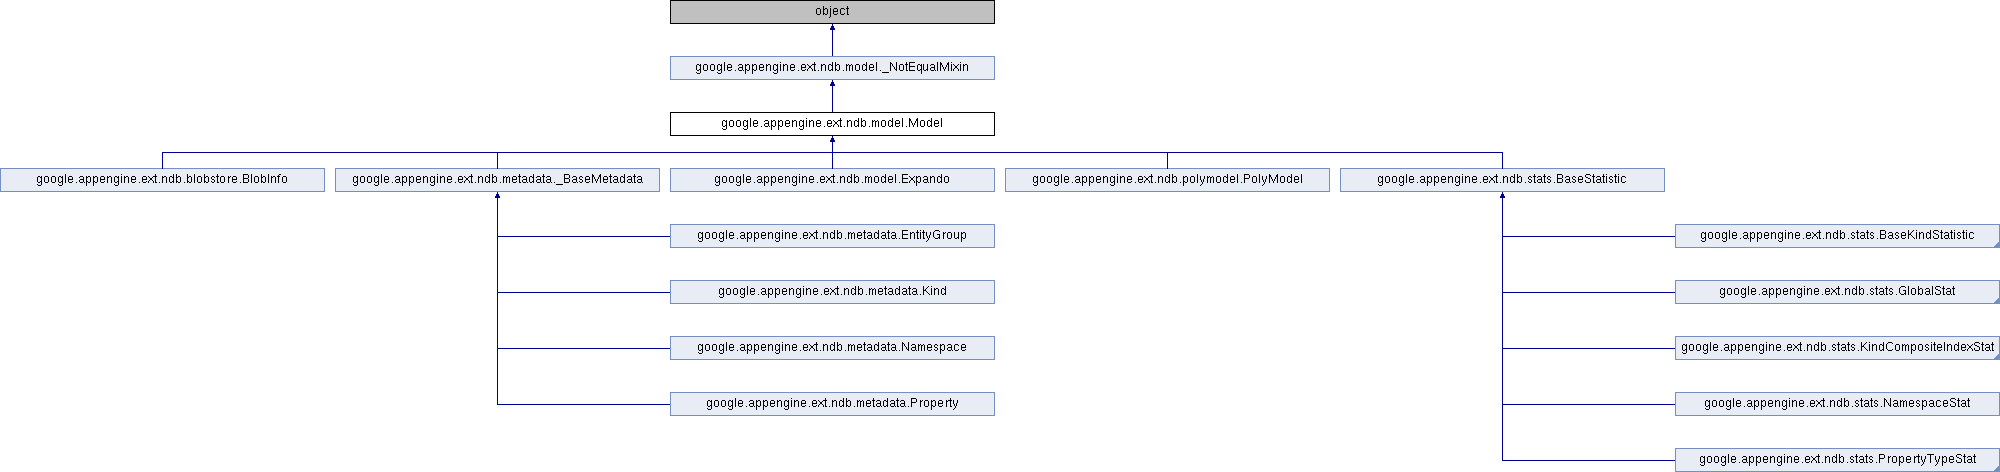 object
google.appengine.ext.ndb.model._NotEqualMixin
google.appengine.ext.ndb.model.Model
google.appengine.ext.ndb.blobstore.BlobInfo
google.appengine.ext.ndb.metadata._BaseMetadata
google.appengine.ext.ndb.model.Expando
google.appengine.ext.ndb.polymodel.PolyModel
google.appengine.ext.ndb.stats.BaseStatistic
google.appengine.ext.ndb.metadata.EntityGroup
google.appengine.ext.ndb.stats.BaseKindStatistic
google.appengine.ext.ndb.metadata.Kind
google.appengine.ext.ndb.stats.GlobalStat
google.appengine.ext.ndb.metadata.Namespace
google.appengine.ext.ndb.stats.KindCompositeIndexStat
google.appengine.ext.ndb.metadata.Property
google.appengine.ext.ndb.stats.NamespaceStat
google.appengine.ext.ndb.stats.PropertyTypeStat